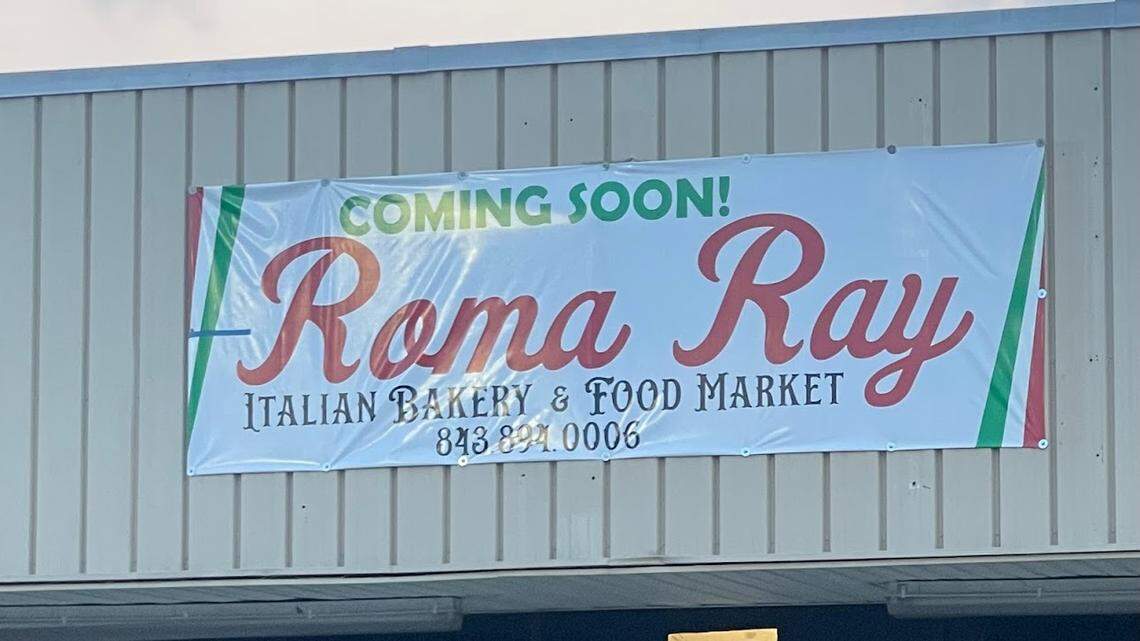 COMING SOON!
Roma Ray
ITALIAN BAKERY & FOOD MARKET
843.894.0006